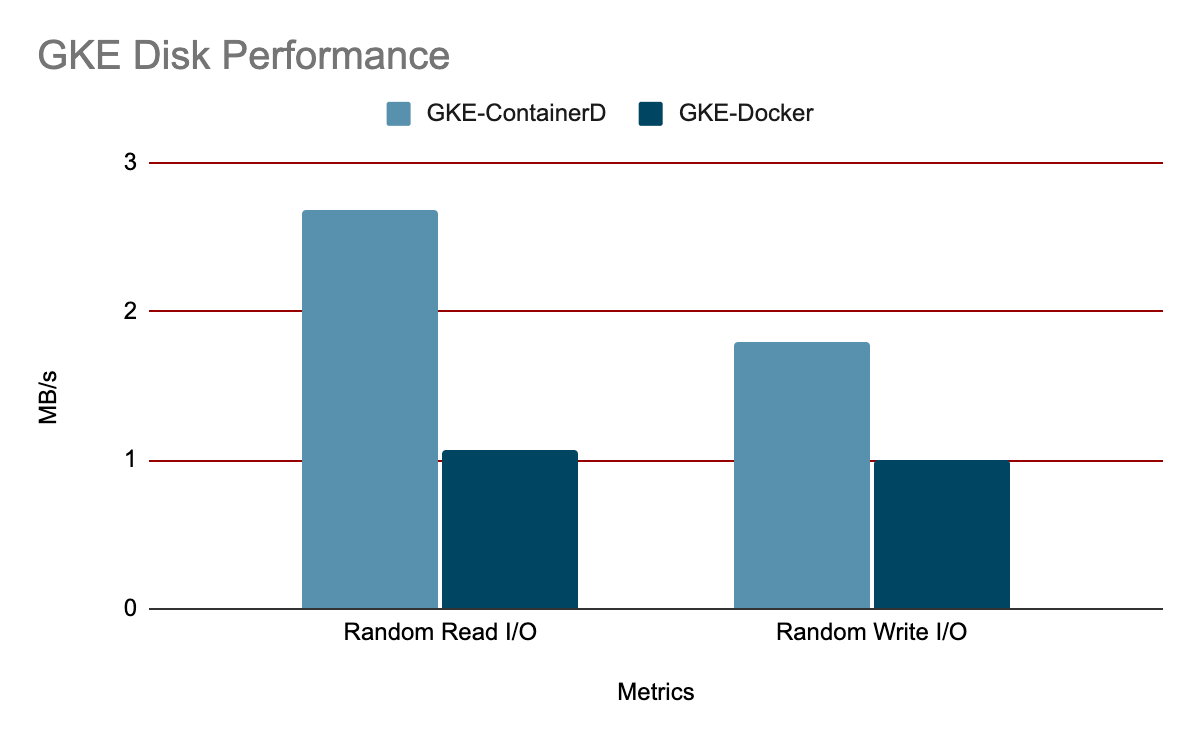 GKE Disk Performance
GKE-ContainerD GKE-Docker
3
2
1
0
MB/s
Random Read I/O Random Write I/O
Metrics